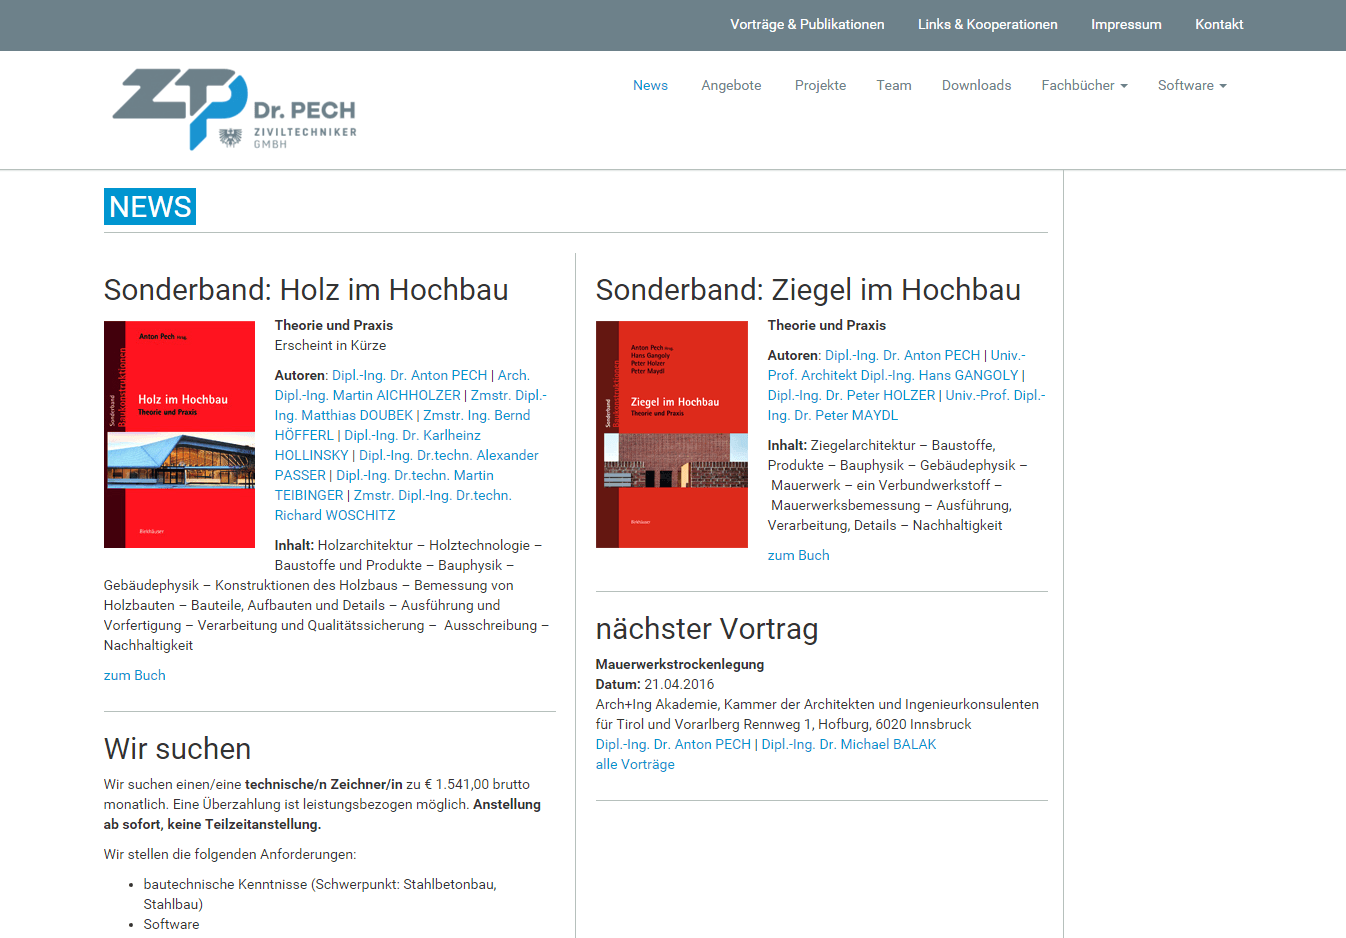 Vorträge & Publikationen Links & Kooperationen Impressum Kontakt
ZTP Dr. PECH
ZIVILTECHNIKER
GMBH
News Angebote Projekte Team Downloads Fachbücher Software
NEWS
Sonderband: Holz im Hochbau
Anton Pech Hrsg.
Sonderband
Baukonstruktionen
Holz im Hochbau
Theorie und Praxis
Birkhäuser
Theorie und Praxis
Erscheint in Kürze
Autoren: Dipl.-Ing. Dr. Anton PECH | Arch.
Dipl.-Ing. Martin AICHHOLZER | Zmstr. Dipl.-
Ing. Matthias DOUBEK | Zmstr. Ing. Bernd
HÖFFERL | Dipl.-Ing. Dr. Karlheinz
HOLLINSKY | Dipl.-Ing. Dr.techn. Alexander
PASSER | Dipl.-Ing. Dr.techn. Martin
TEIBINGER | Zmstr. Dipl.-Ing. Dr.techn.
Richard WOSCHITZ
Inhalt: Holzarchitektur – Holztechnologie –
Baustoffe und Produkte – Bauphysik –
Gebäudephysik – Konstruktionen des Holzbaus – Bemessung von
Holzbauten – Bauteile, Aufbauten und Details – Ausführung und
Vorfertigung – Verarbeitung und Qualitätssicherung – Ausschreibung –
Nachhaltigkeit
zum Buch
Wir suchen
Wir suchen einen/eine technische/n Zeichner/in zu € 1.541,00 brutto
monatlich. Eine Überzahlung ist leistungsbezogen möglich. Anstellung
ab sofort, keine Teilzeitanstellung.
Wir stellen die folgenden Anforderungen:
• bautechnische Kenntnisse (Schwerpunkt: Stahlbetonbau,
Stahlbau)
• Software
Sonderband: Ziegel im Hochbau
Anton Pech Hrsg.
Hans Gangoly
Peter Holzer
Peter Maydl
Sonderband
Baukonstruktionen
Ziegel im Hochbau
Theorie und Praxis
Birkhäuser
Theorie und Praxis
Autoren: Dipl.-Ing. Dr. Anton PECH | Univ.-
Prof. Architekt Dipl.-Ing. Hans GANGOLY |
Dipl.-Ing. Dr. Peter HOLZER | Univ.-Prof. Dipl.-
Ing. Dr. Peter MAYDL
Inhalt: Ziegelarchitektur – Baustoffe,
Produkte – Bauphysik – Gebäudephysik –
Mauerwerk – ein Verbundwerkstoff –
Mauerwerksbemessung – Ausführung,
Verarbeitung, Details – Nachhaltigkeit
zum Buch
nächster Vortrag
Mauerwerkstrockenlegung
Datum: 21.04.2016
Arch+Ing Akademie, Kammer der Architekten und Ingenieurkonsulenten
für Tirol und Vorarlberg Rennweg 1, Hofburg, 6020 Innsbruck
Dipl.-Ing. Dr. Anton PECH | Dipl.-Ing. Dr. Michael BALAK
alle Vorträge